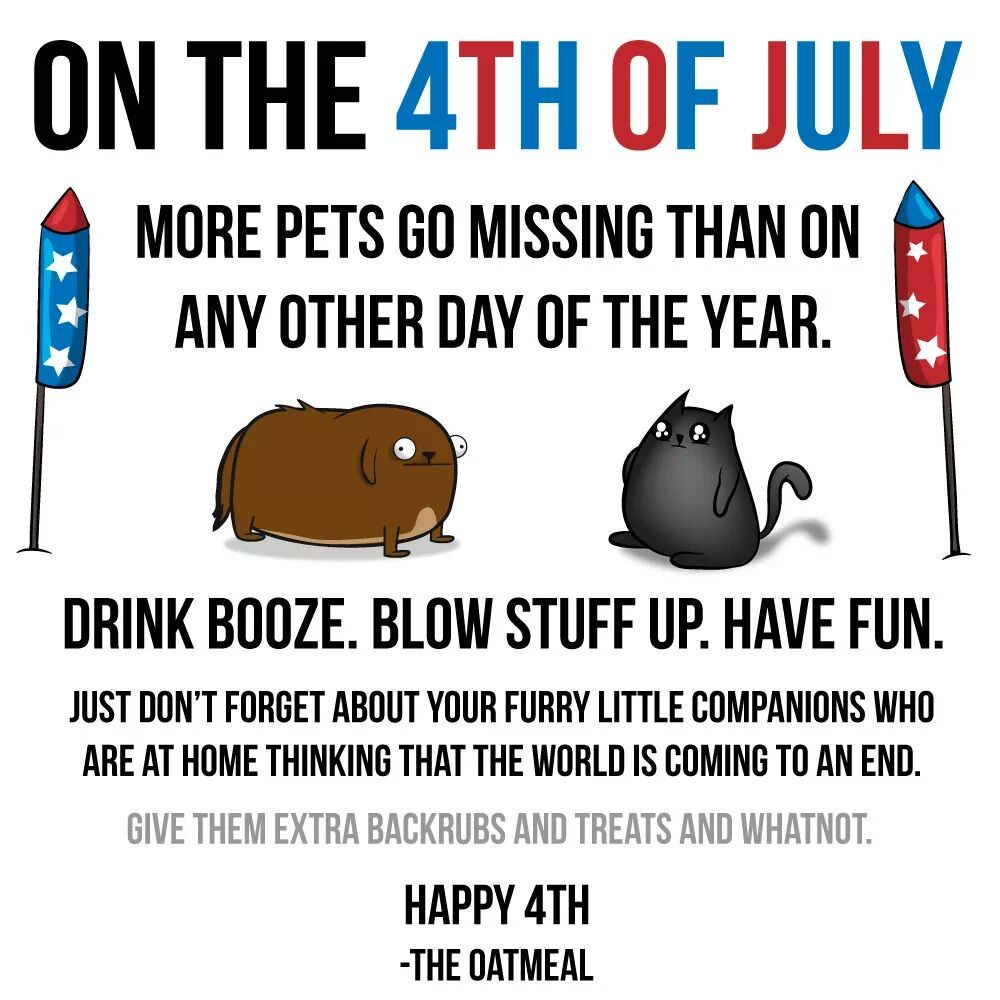 ON THE 4TH OF JULY
MORE PETS GO MISSING THAN ON
ANY OTHER DAY OF THE YEAR.
DRINK BOOZE. BLOW STUFF UP. HAVE FUN.
JUST DON'T FORGET ABOUT YOUR FURRY LITTLE COMPANIONS WHO
ARE AT HOME THINKING THAT THE WORLD IS COMING TO AN END.
GIVE THEM EXTRA BACKRUBS AND TREATS AND WHATNOT.
HAPPY 4TH
-THE OATMEAL